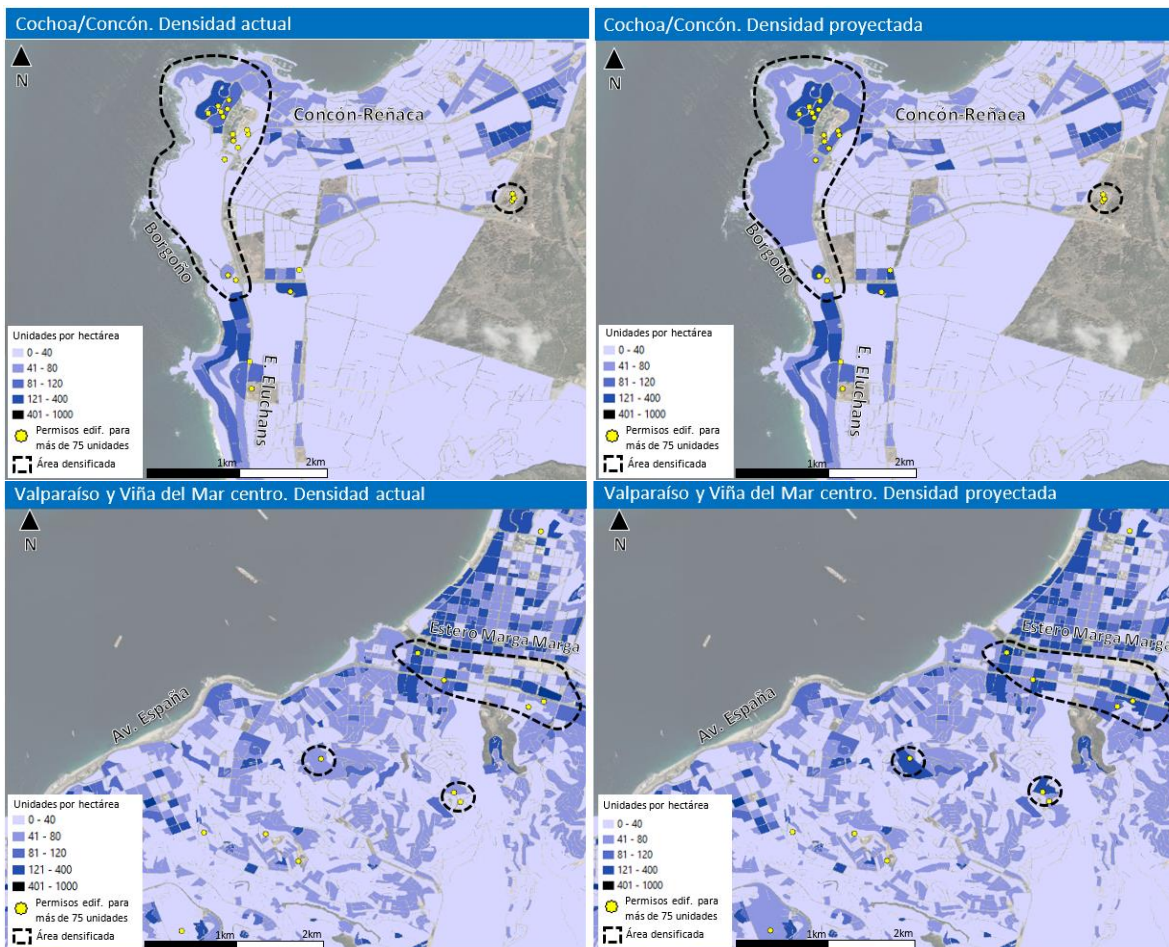 Cochoa/Concón. Densidad actual
N
Concón-Reñaca
Borgoño
E. Eluchans
Unidades por hectárea
0 - 40
41 - 80
81 - 120
121 - 400
401 - 1000
Permisos edif. para
más de 75 unidades
Área densificada
1km
2km
Cochoa/Concón. Densidad proyectada
N
Concón-Reñaca
Borgoño
E. Eluchans
Unidades por hectárea
0 - 40
41 - 80
81 - 120
121 - 400
401 - 1000
Permisos edif. para
más de 75 unidades
Área densificada
1km
2km
Valparaíso y Viña del Mar centro. Densidad actual
N
Estero Marga Marga
Av. España
Unidades por hectárea
0 - 40
41 - 80
81 - 120
121 - 400
401 - 1000
Permisos edif. para
más de 75 unidades
Área densificada
1km
2km
Valparaíso y Viña del Mar centro. Densidad proyectada
N
Estero Marga Marga
Av. España
Unidades por hectárea
0 - 40
41 - 80
81 - 120
121 - 400
401 - 1000
Permisos edif. para
más de 75 unidades
Área densificada
1km
2km